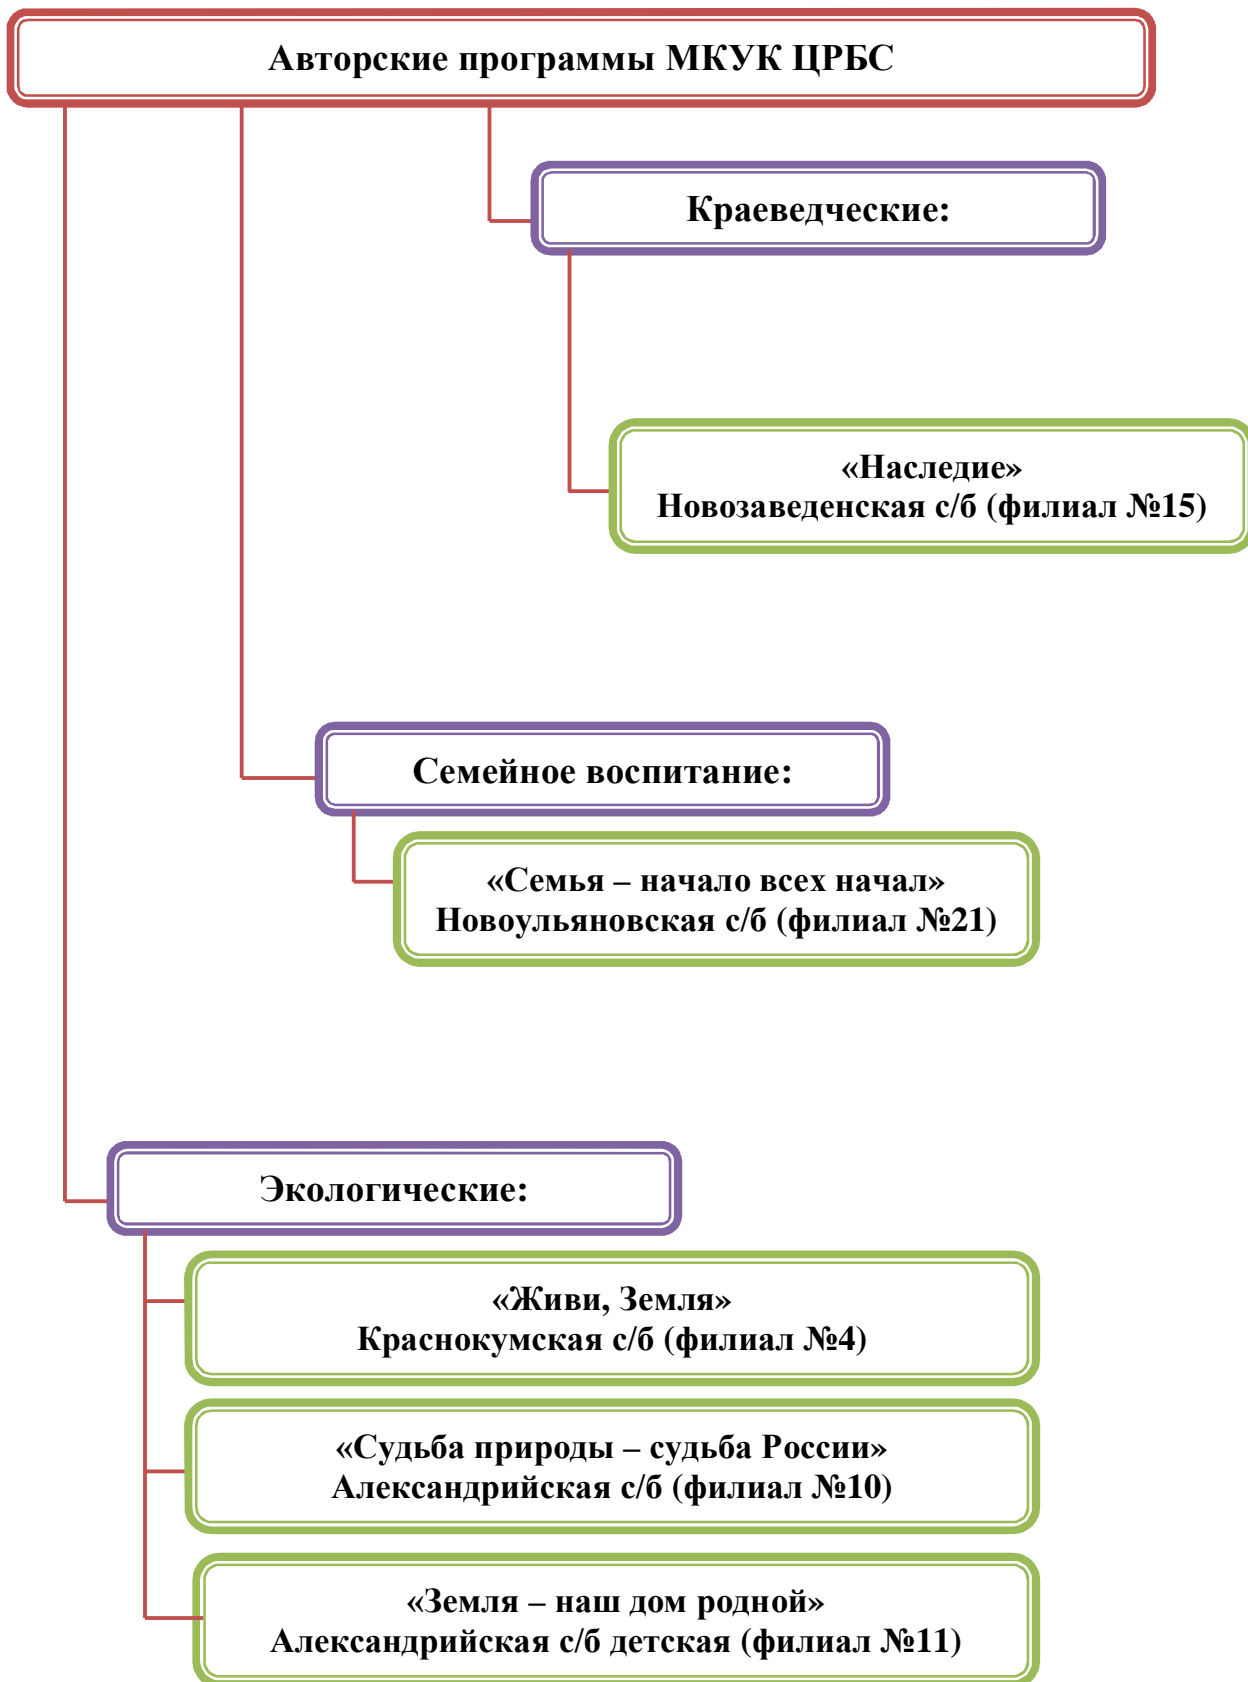 Авторские программы МКУК ЦРБС
Краеведческие:
«Наследие»
Новозаведенская с/б (филиал №15)
Семейное воспитание:
«Семья – начало всех начал»
Новоульяновская с/б (филиал №21)
Экологические:
«Живи, Земля»
Краснокумская с/б (филиал №4)
«Судьба природы – судьба России»
Александрийская с/б (филиал №10)
«Земля – наш дом родной»
Александрийская с/б детская (филиал №11)